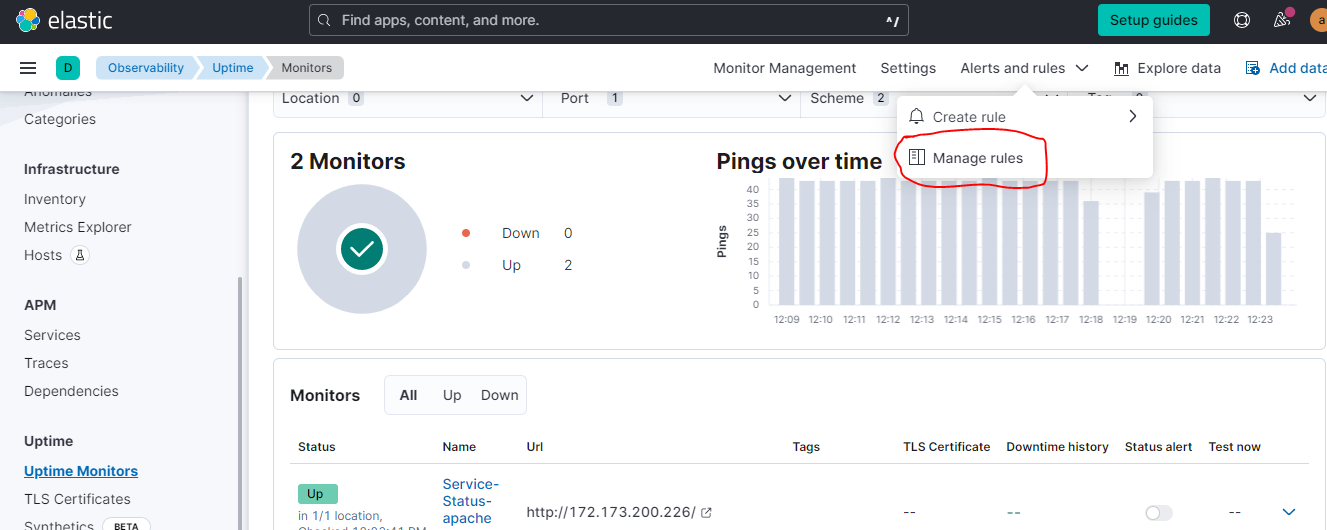 elastic
Find apps, content, and more.
^/
Setup guides
a
D
Observability
Uptime
Monitors
Monitor Management
Settings
Alerts and rules
Explore data
Add data
Anomalies
Categories
Infrastructure
Inventory
Metrics Explorer
Hosts
APM
Services
Traces
Dependencies
Uptime
Uptime Monitors
TLS Certificates
Synthetics BETA
Location 0
Port 1
Scheme 2
Create rule
Manage rules
2 Monitors
Down 0
Up 2
Pings over time
Pings
40
35
30
25
20
15
10
5
0
12:09 12:10 12:11 12:12 12:13 12:14 12:15 12:16 12:17 12:18 12:19 12:20 12:21 12:22 12:23
Monitors
All Up Down
Status Name Url Tags TLS Certificate Downtime history Status alert Test now
Up
in 1/1 location,
Service-
Status-
apache
http://172.173.200.226/
-- -- --